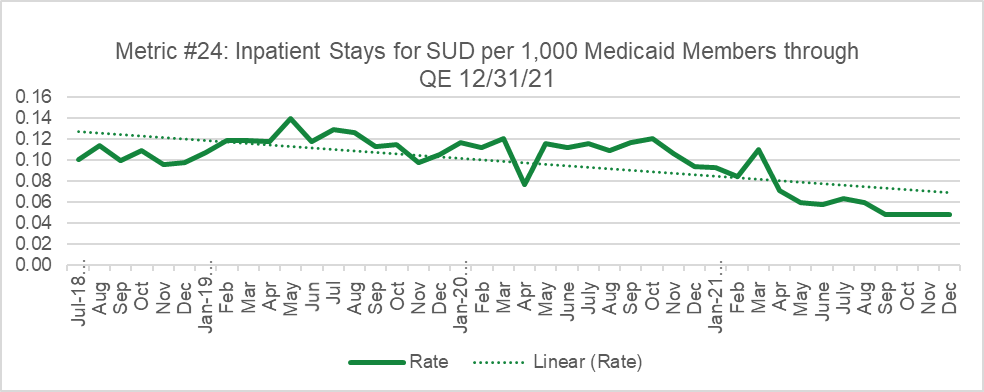 Metric #24: Inpatient Stays for SUD per 1,000 Medicaid Members through
QE 12/31/21
0.16
0.14
0.12
0.10
0.08
0.06
0.04
0.02
0.00
Jul-18...
Aug
Sep
Oct
Nov
Dec
Jan-19...
Feb
Mar
Apr
May
Jun
Jul
Aug
Sep
Oct
Nov
Dec
Jan-20...
Feb
Mar
Apr
May
June
July
Aug
Sep
Oct
Nov
Dec
Jan-21...
Feb
Mar
Apr
May
June
July
Aug
Sep
Oct
Nov
Dec
Rate
Linear (Rate)